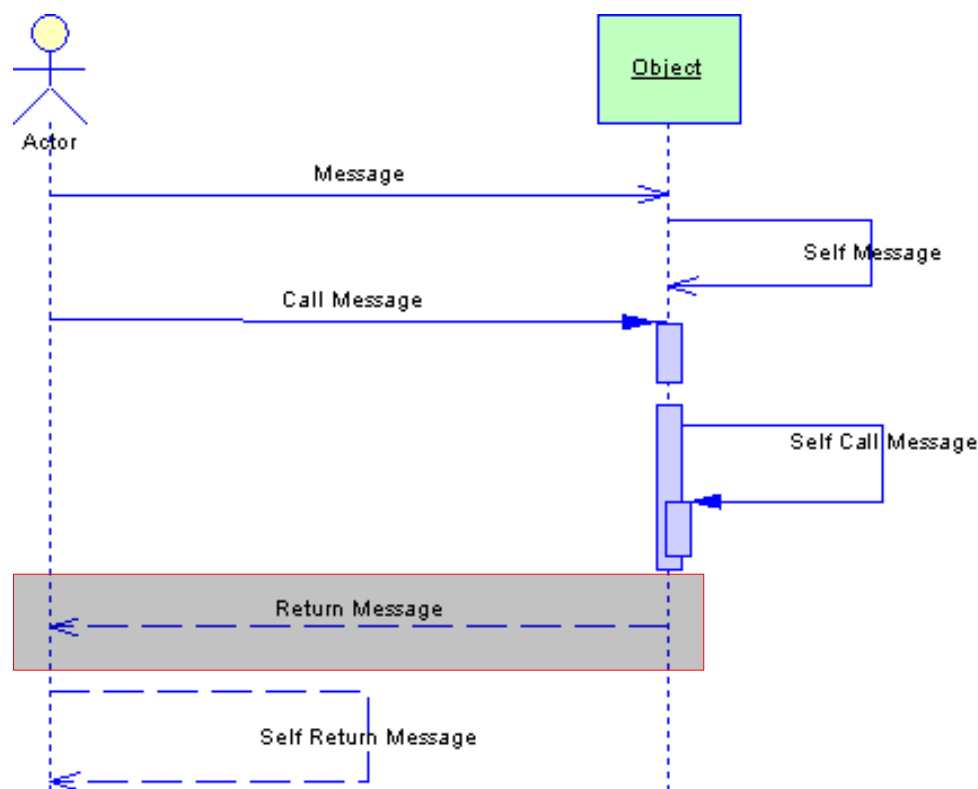 Object
Actor
Message
Self Message
Call Message
Self Call Message
Return Message
Self Return Message